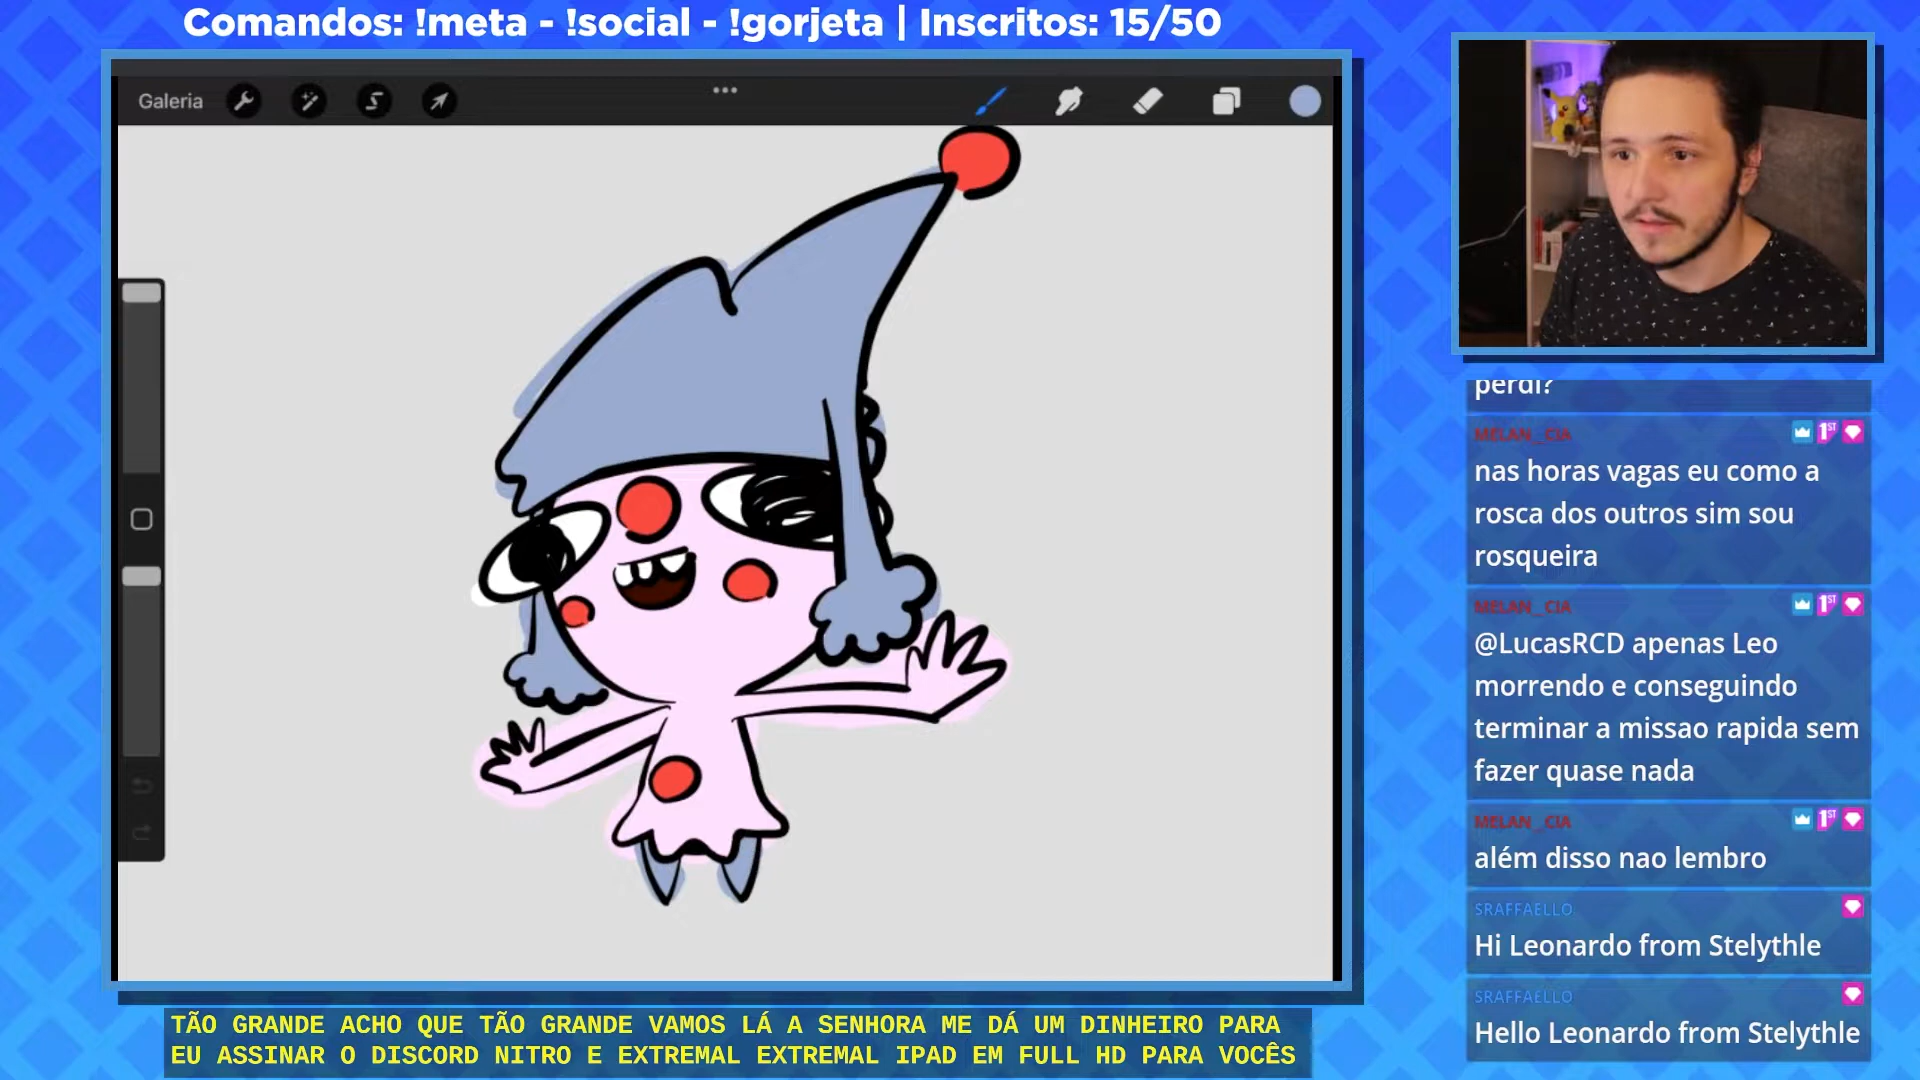 Comandos: !meta - !social - !gorjeta | Inscritos: 15/50
Galeria
perdi?
MELAN_CIA
nas horas vagas eu como a
rosca dos outros sim sou
rosqueira
MELAN_CIA
@LucasRCD apenas Leo
morrendo e conseguindo
terminar a missao rapida sem
fazer quase nada
MELAN_CIA
além disso nao lembro
SRAFFAELLO
Hi Leonardo from Stelythle
SRAFFAELLO
Hello Leonardo from Stelythle
TÃO GRANDE ACHO QUE TÃO GRANDE VAMOS LÁ A SENHORA ME DÁ UM DINHEIRO PARA
EU ASSINAR O DISCORD NITRO E EXTREMAL EXTREMAL IPAD EM FULL HD PARA VOCÊS